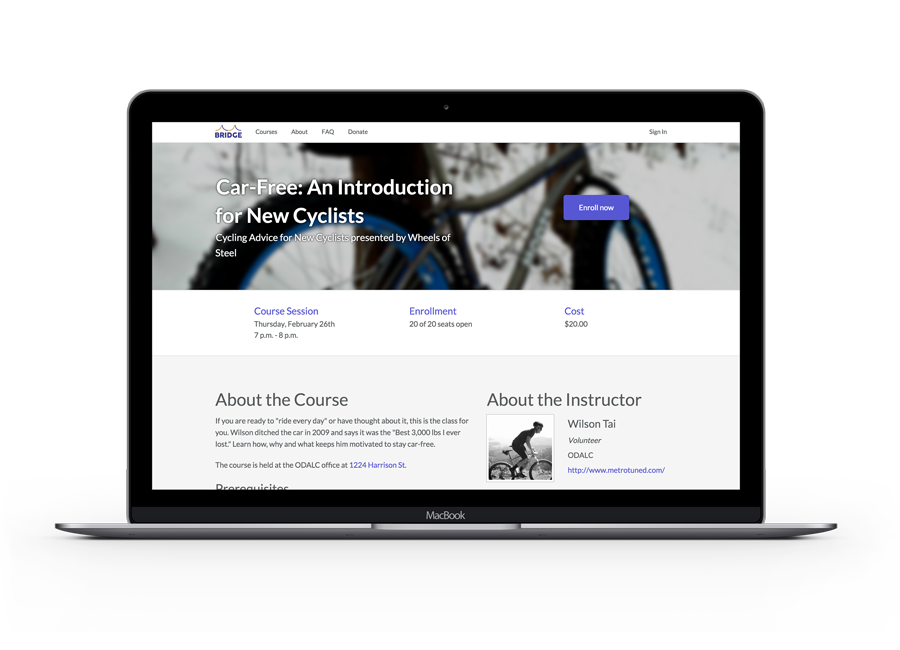 BRIDGE
Courses About FAQ Donate Sign In
Car-Free: An Introduction
for New Cyclists
Cycling Advice for New Cyclists presented by Wheels of
Steel
Enroll now
Course Session
Thursday, February 26th
7 p.m. - 8 p.m.
Enrollment
20 of 20 seats open
Cost
$20.00
About the Course
If you are ready to "ride every day" or have thought about it, this is the class for
you. Wilson ditched the car in 2009 and says it was the "Best 3,000 lbs I ever
lost." Learn how, why and what keeps him motivated to stay car-free.
The course is held at the ODALC office at 1224 Harrison St.
Prerequisites
About the Instructor
Wilson Tai
Volunteer
ODALC
http://www.metrotuned.com/
MacBook